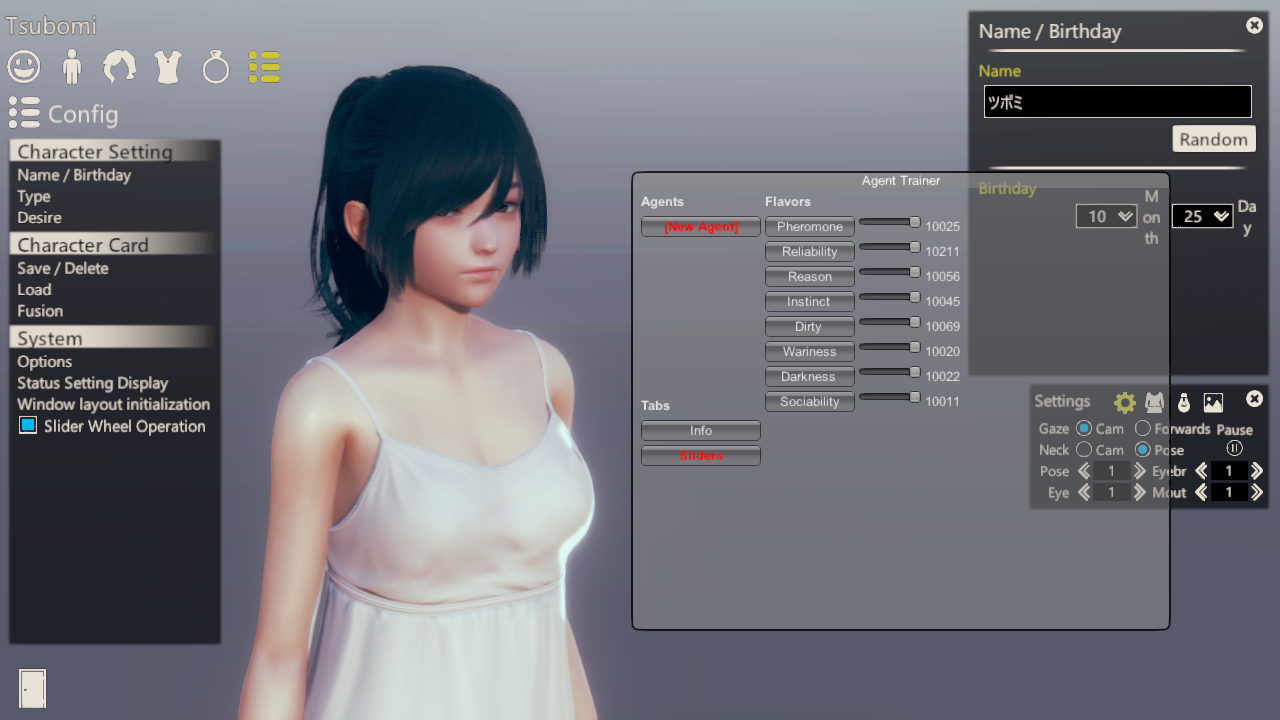 Tsubomi
Config
Character Setting
Name / Birthday
Type
Desire
Character Card
Save / Delete
Load
Fusion
System
Options
Status Setting Display
Window layout initialization
Slider Wheel Operation
Name / Birthday
Name
ツボミ
Random
Birthday
10
Month
25
Day
Agent Trainer
Agents
[New Agent]
Flavors
Pheromone 10025
Reliability 10211
Reason 10056
Instinct 10045
Dirty 10069
Wariness 10020
Darkness 10022
Sociability 10011
Tabs
Info
Sliders
Settings
Gaze Cam Forwards Pause
Neck Cam Pose
Pose 1 Eyebr 1
Eye 1 Mout 1